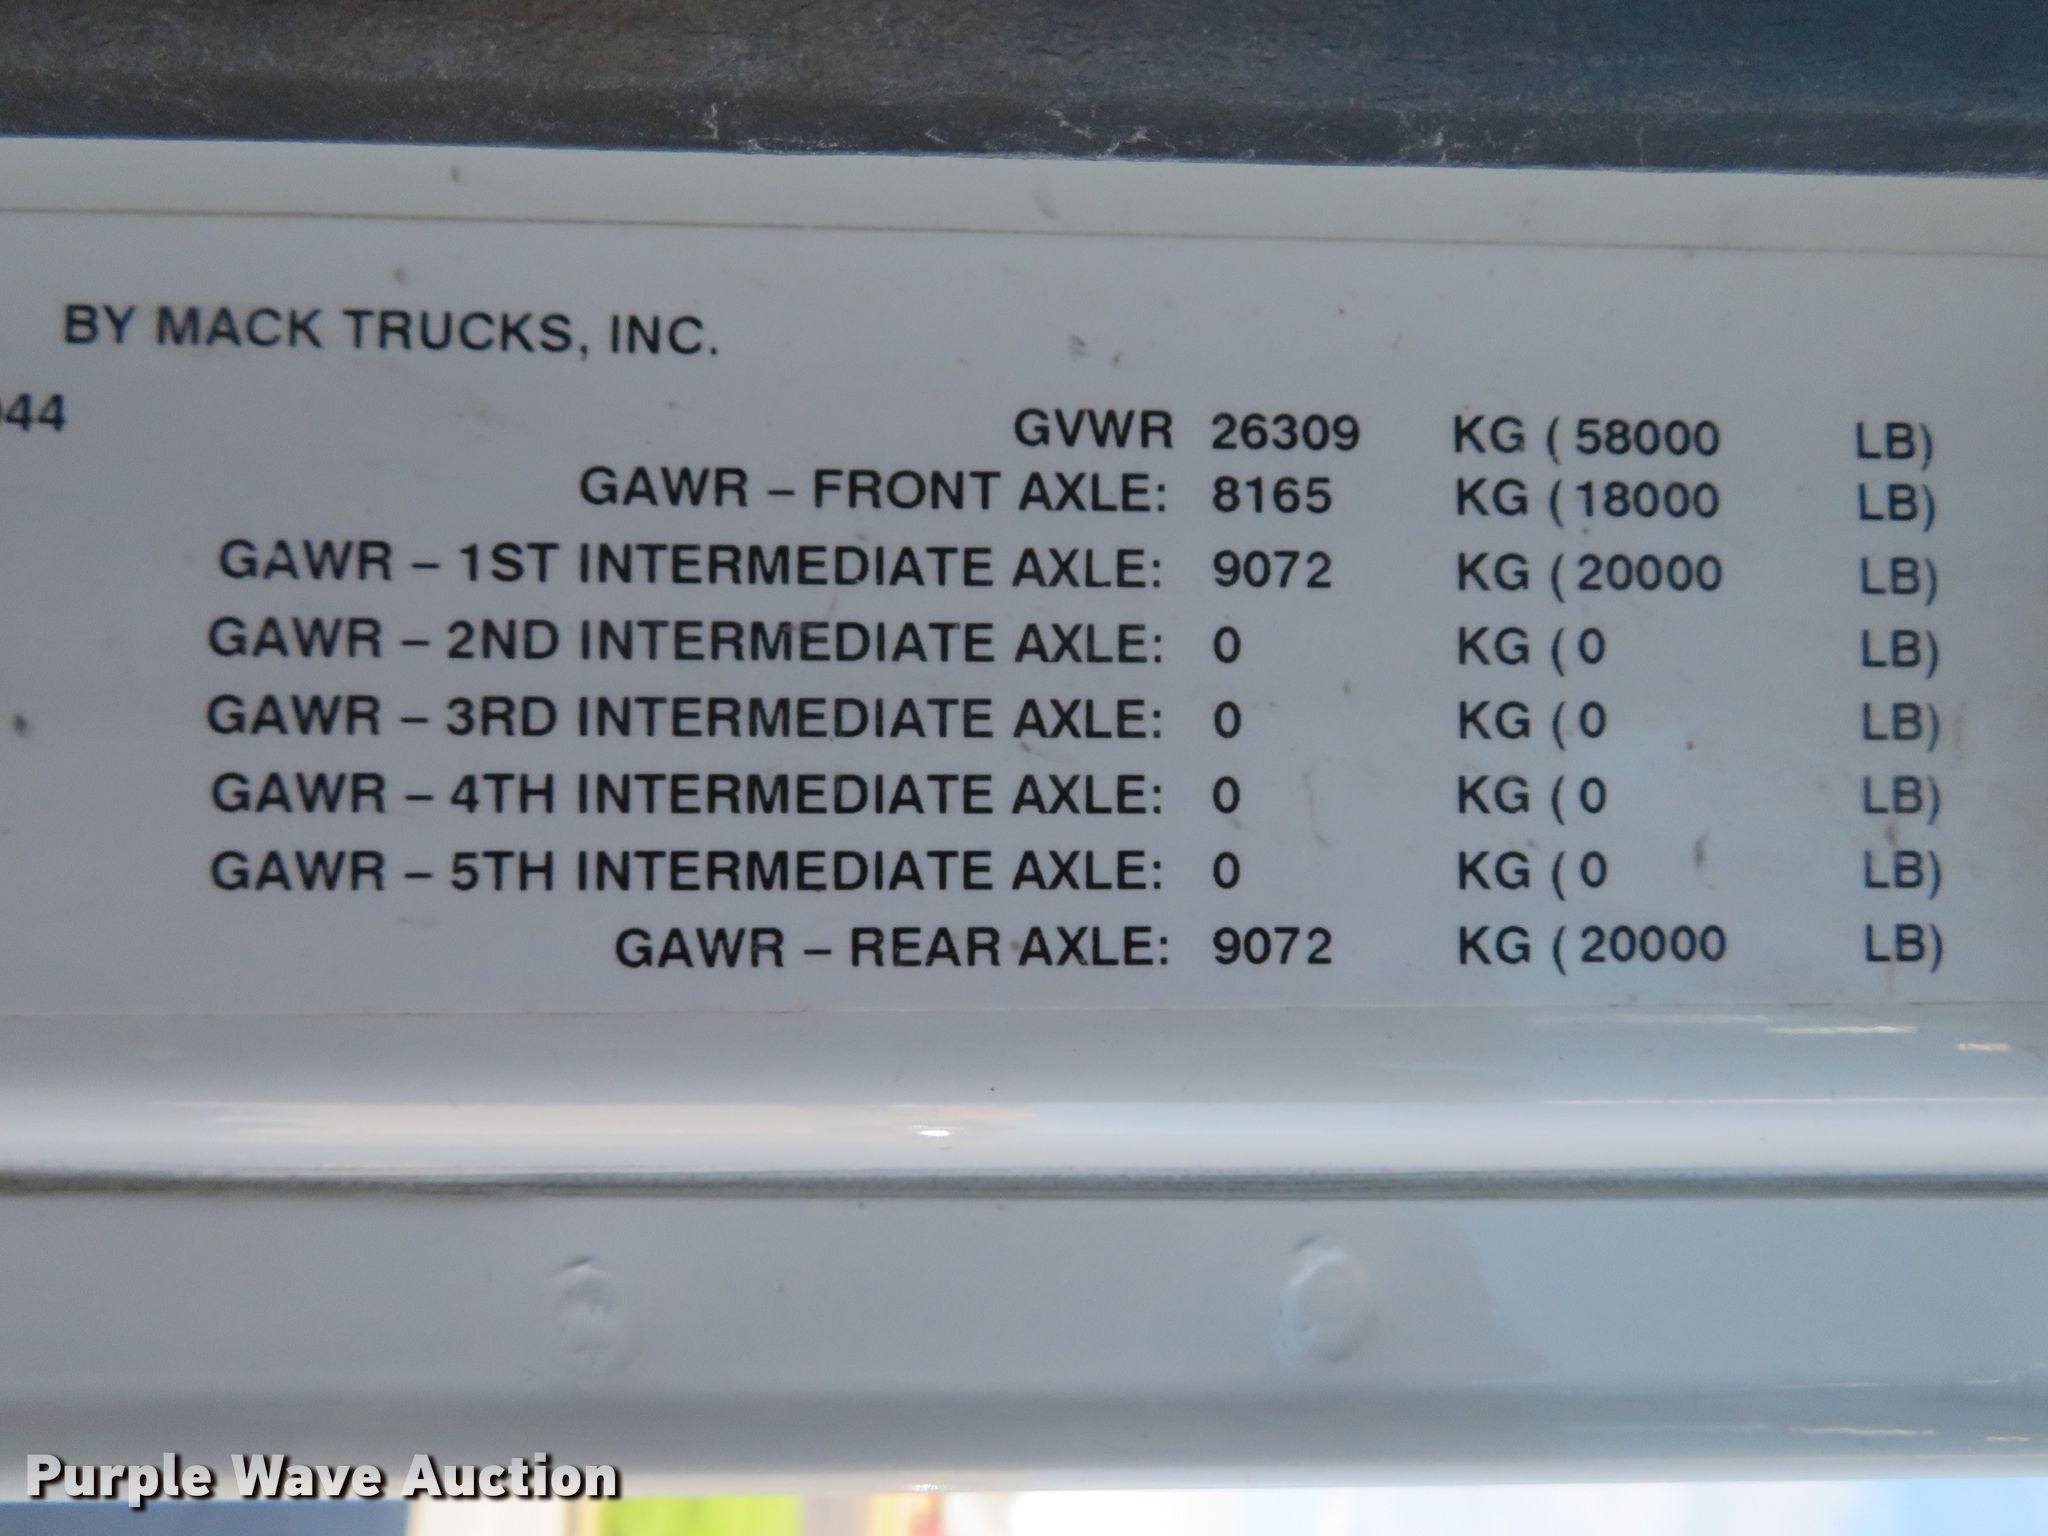 BY MACK TRUCKS, INC.
44
GVWR 26309 KG (58000 LB)
GAWR – FRONT AXLE: 8165 KG (18000 LB)
GAWR – 1ST INTERMEDIATE AXLE: 9072 KG (20000 LB)
GAWR – 2ND INTERMEDIATE AXLE: 0 KG (0 LB)
GAWR – 3RD INTERMEDIATE AXLE: 0 KG (0 LB)
GAWR – 4TH INTERMEDIATE AXLE: 0 KG (0 LB)
GAWR – 5TH INTERMEDIATE AXLE: 0 KG (0 LB)
GAWR – REAR AXLE: 9072 KG (20000 LB)
Purple Wave Auction